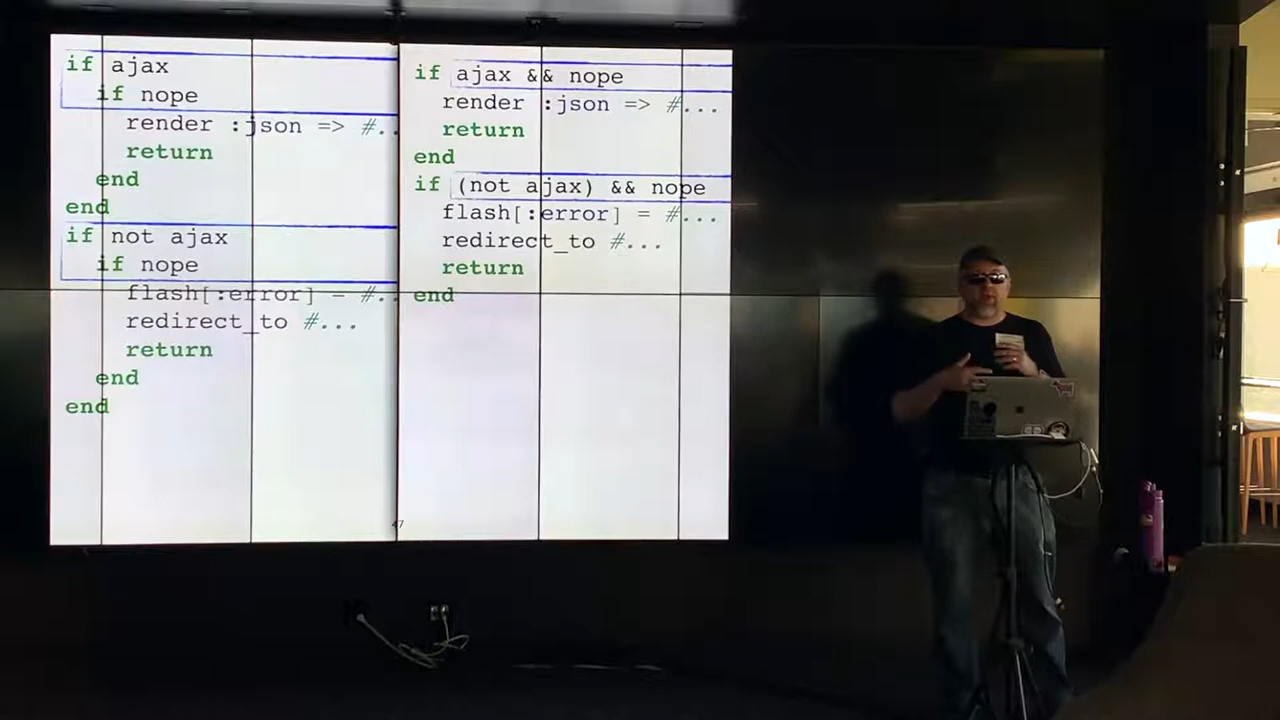 if ajax
if nope
render :json => #..
return
end
end
if not ajax
if nope
flash[:error] = #..
redirect_to #...
return
end
end
if ajax && nope
render :json => #...
return
end
if (not ajax) && nope
flash[:error] = #...
redirect_to #...
return
end
47